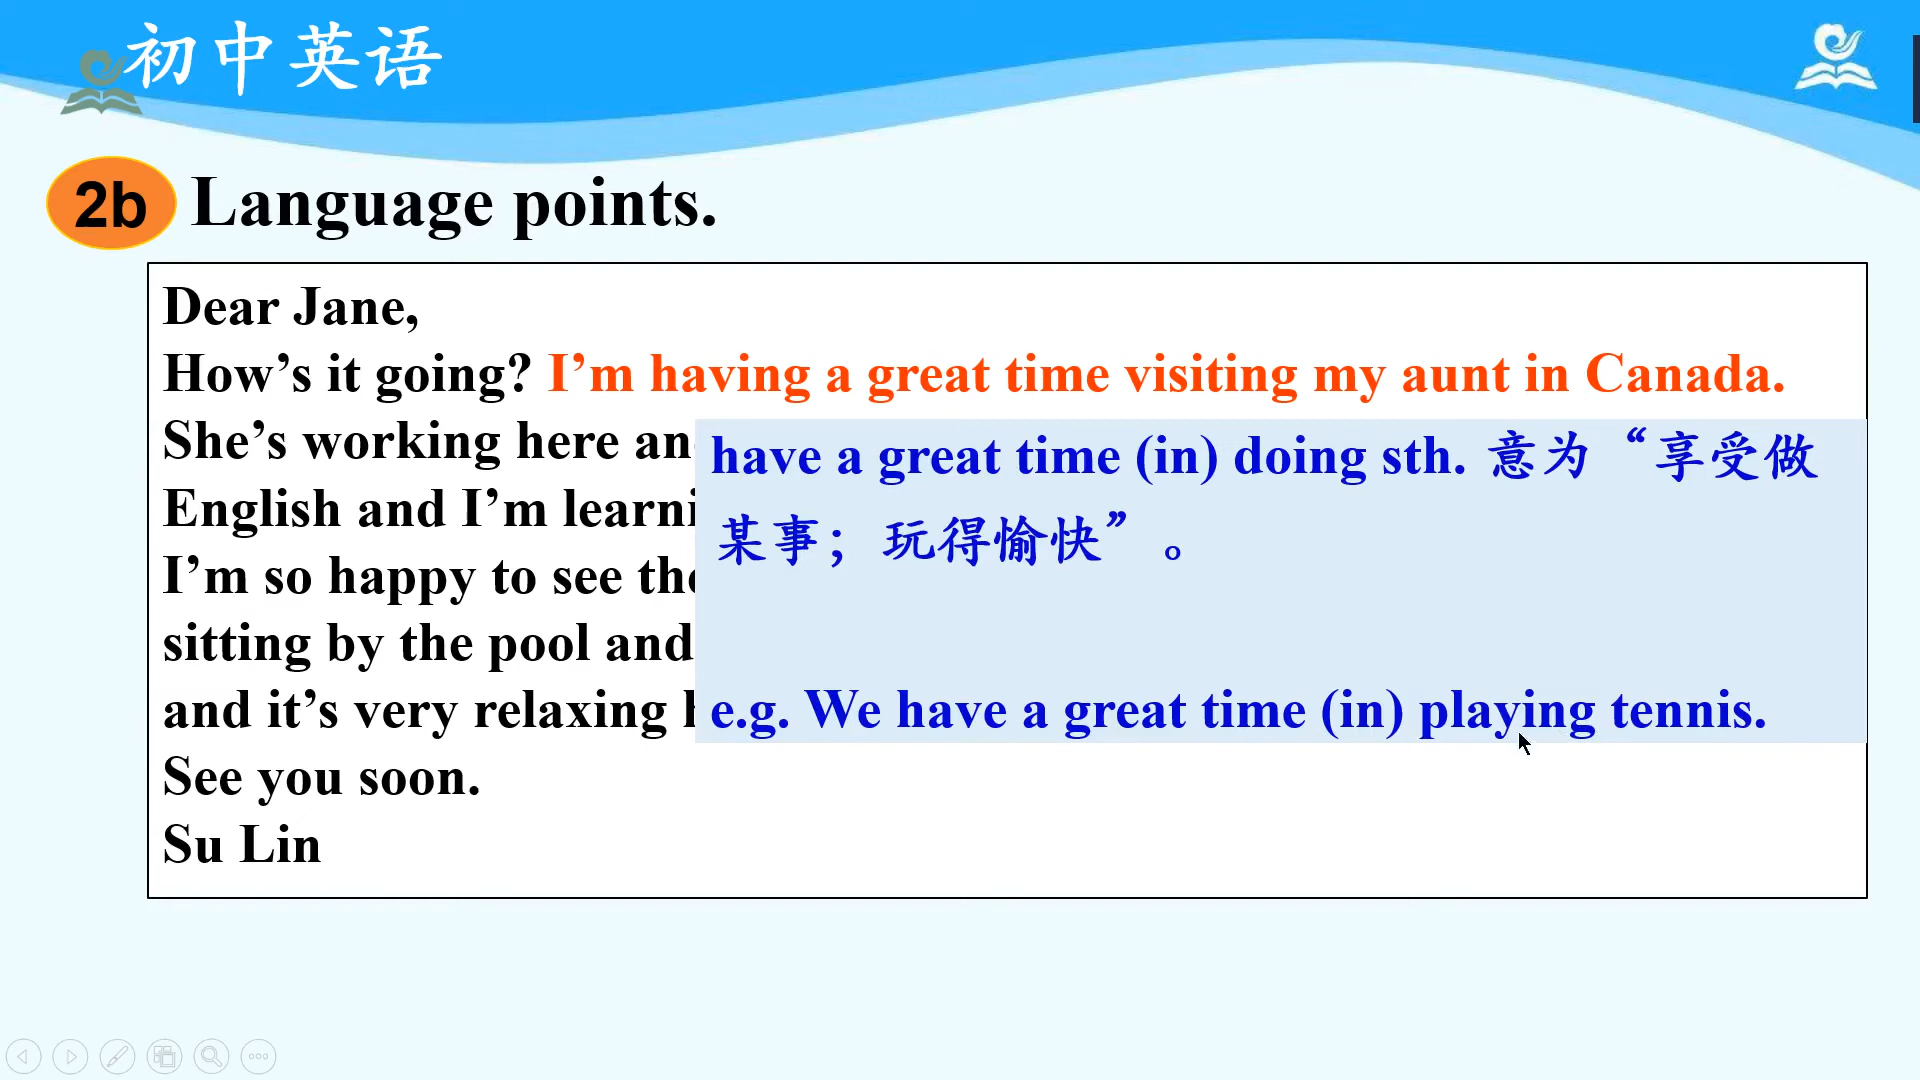 初中英语
2b Language points.
Dear Jane,
How’s it going? I’m having a great time visiting my aunt in Canada.
She’s working here
English and I’m
I’m so happy to see
sitting by the pool and
and it’s very relaxing
See you soon.
Su Lin
have a great time (in) doing sth. 意为“享受做
某事；玩得愉快”。
e.g. We have a great time (in) playing tennis.